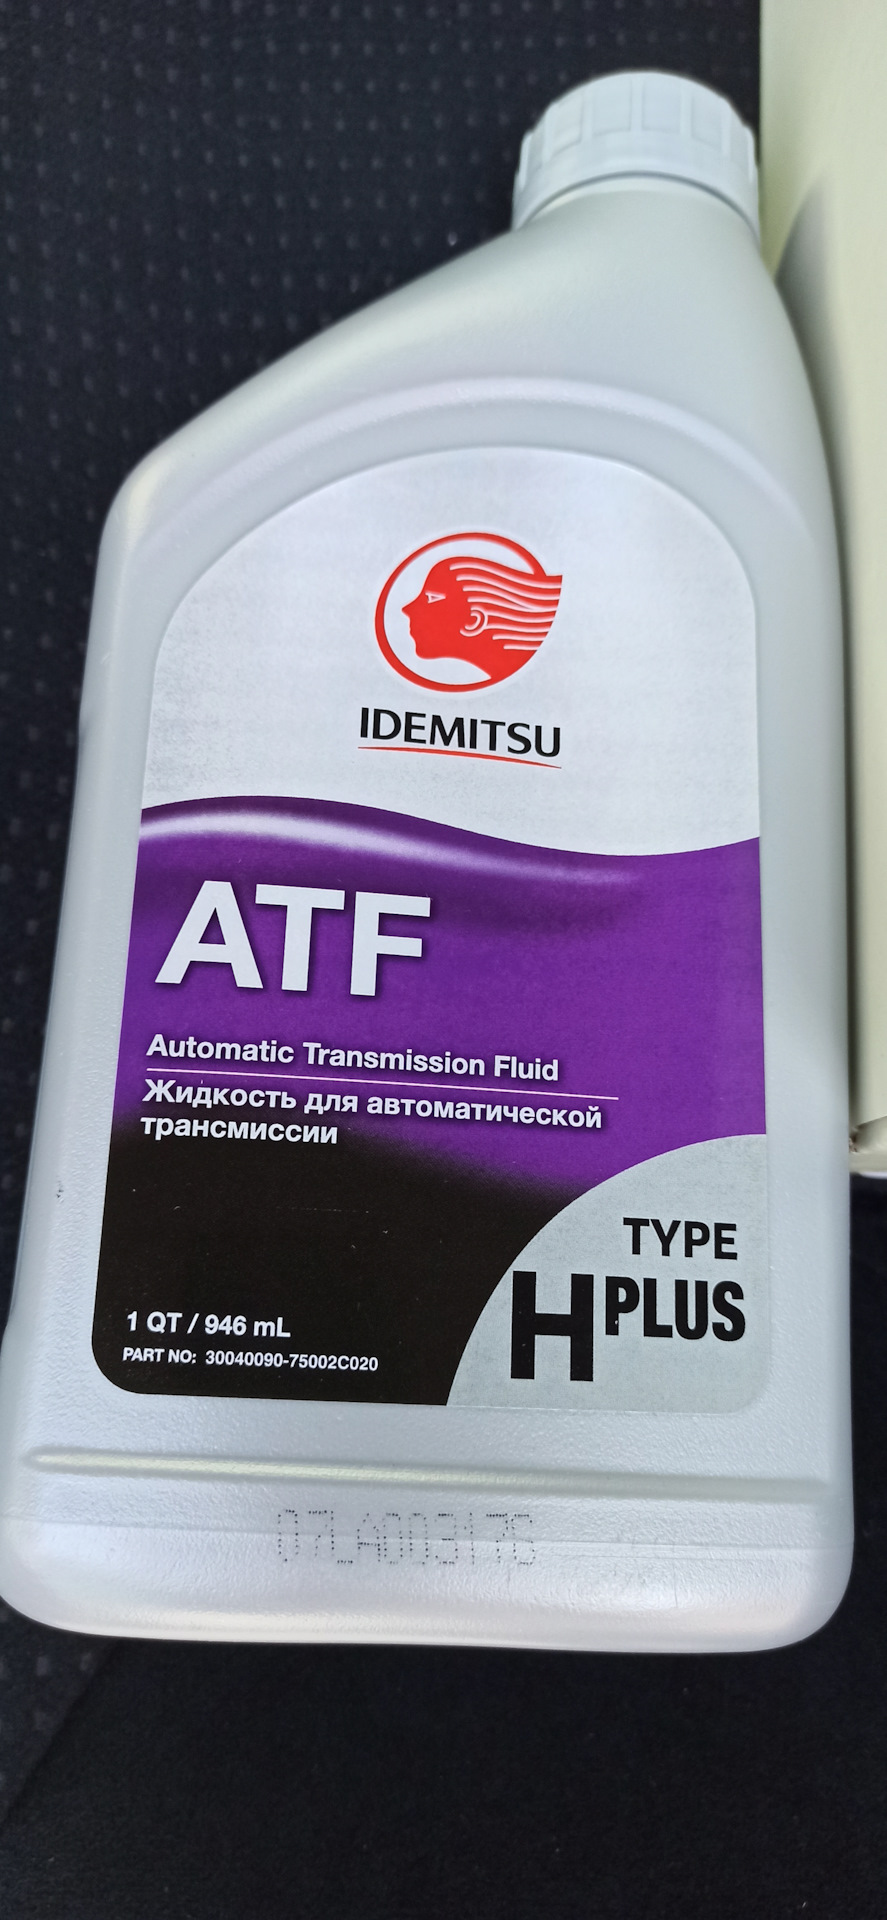 IDEMITSU
ATF
Automatic Transmission Fluid
Жидкость для автоматической
трансмиссии
TYPE
H PLUS
1 QT / 946 mL
PART NO: 30040090-75002C020
07LA003176